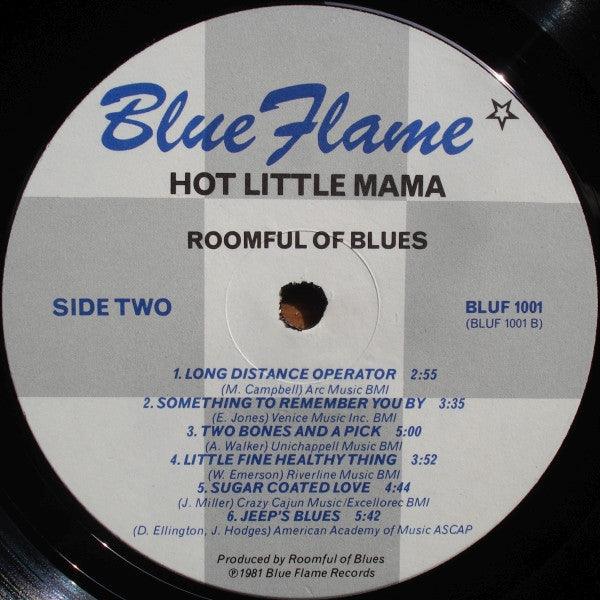 Blue Flame
HOT LITTLE MAMA
ROOMFUL OF BLUES
SIDE TWO
BLUF 1001
(BLUF 1001 B)
1. LONG DISTANCE OPERATOR 2:55
(M. Campbell) Arc Music BMI
2. SOMETHING TO REMEMBER YOU BY 3:35
(E. Jones) Venice Music Inc. BMI
3. TWO BONES AND A PICK 5:00
(A. Walker) Unichappell Music BMI
4. LITTLE FINE HEALTHY THING 3:52
(W. Emerson) Riverline Music BMI
5. SUGAR COATED LOVE 4:44
(J. Miller) Crazy Cajun Music/Excellorec BMI
6. JEEP'S BLUES 5:42
(D. Ellington, J. Hodges) American Academy of Music ASCAP
Produced by Roomful of Blues
℗1981 Blue Flame Records